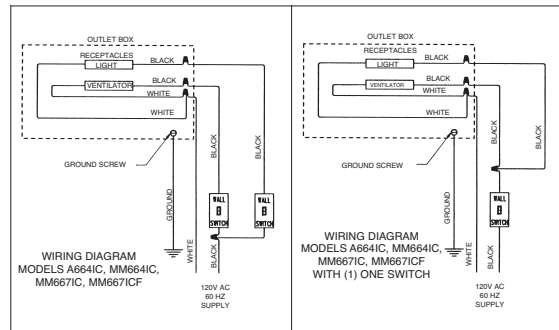 OUTLET BOX
RECEPTACLES
LIGHT
BLACK
BLACK
VENTILATOR
WHITE
WHITE
GROUND SCREW
GROUND
WHITE
BLACK
BLACK
WALL
SWITCH
WALL
SWITCH
BLACK
WIRING DIAGRAM
MODELS A664IC, MM664IC,
MM667IC, MM667ICF
120V AC
60 HZ
SUPPLY
OUTLET BOX
RECEPTACLES
LIGHT
BLACK
BLACK
VENTILATOR
WHITE
WHITE
GROUND SCREW
GROUND
WHITE
BLACK
BLACK
WALL
SWITCH
BLACK
WIRING DIAGRAM
MODELS A664IC, MM664IC,
MM667IC, MM667ICF
WITH (1) ONE SWITCH
120V AC
60 HZ
SUPPLY